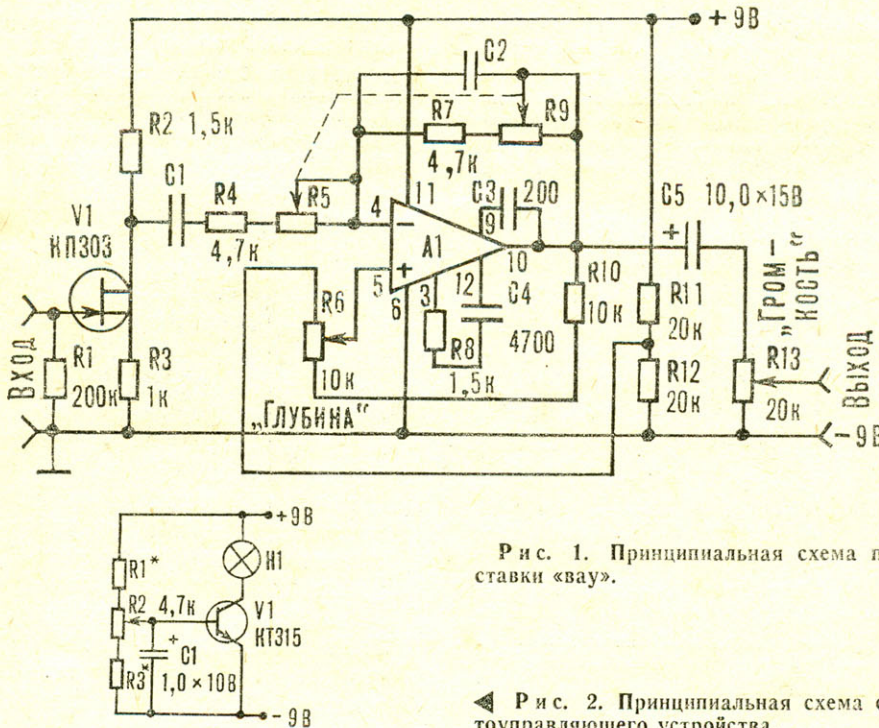 + 9В
C2
R2 1,5к
R7
R9
4,7к
C1
R4
R5
4,7к
V1
КП303
4
11
C3
200
9
C5
10,0×15В
+
−
A1
10
+
5
6
3
12
C4
4700
R6
10к
R8
1,5к
R10
10к
R11
20к
R12
20к
„ГРОМ-
КОСТЬ“
R13
20к
ВХОД
R1
200к
R3
1к
„ГЛУБИНА“
ВЫХОД
− 9В
+9В
H1
R1*
R2
4,7к
V1
КТ315
+
C1
R3*
1,0×10В
− 9В
Рис. 1. Принципиальная схема п
ставки «вау».
Рис. 2. Принципиальная схема с
тоуправляющего устройства